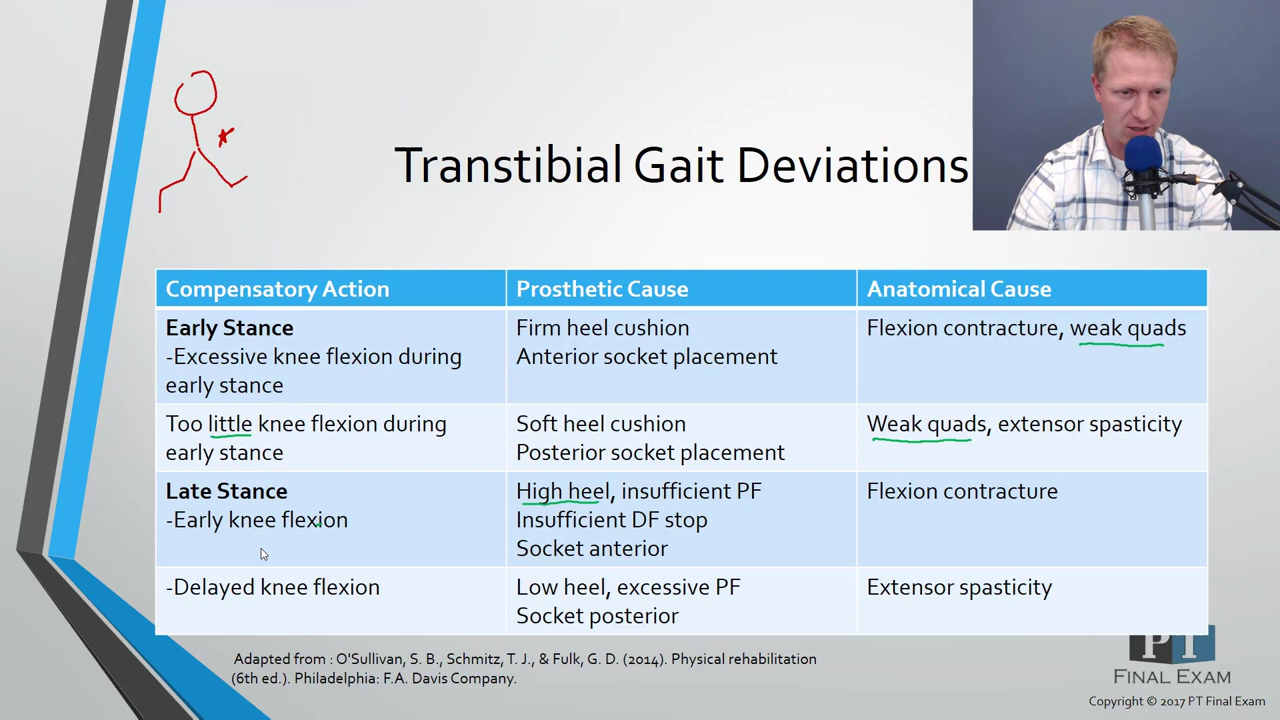 Transtibial Gait Deviations
Compensatory Action
Prosthetic Cause
Anatomical Cause
Early Stance
-Excessive knee flexion during
early stance
Firm heel cushion
Anterior socket placement
Flexion contracture, weak quads
Too little knee flexion during
early stance
Soft heel cushion
Posterior socket placement
Weak quads, extensor spasticity
Late Stance
-Early knee flexion
High heel, insufficient PF
Insufficient DF stop
Socket anterior
Flexion contracture
-Delayed knee flexion
Low heel, excessive PF
Socket posterior
Extensor spasticity
Adapted from : O'Sullivan, S. B., Schmitz, T. J., & Fulk, G. D. (2014). Physical rehabilitation
(6th ed.). Philadelphia: F.A. Davis Company.
PT
FINAL EXAM
Copyright © 2017 PT Final Exam